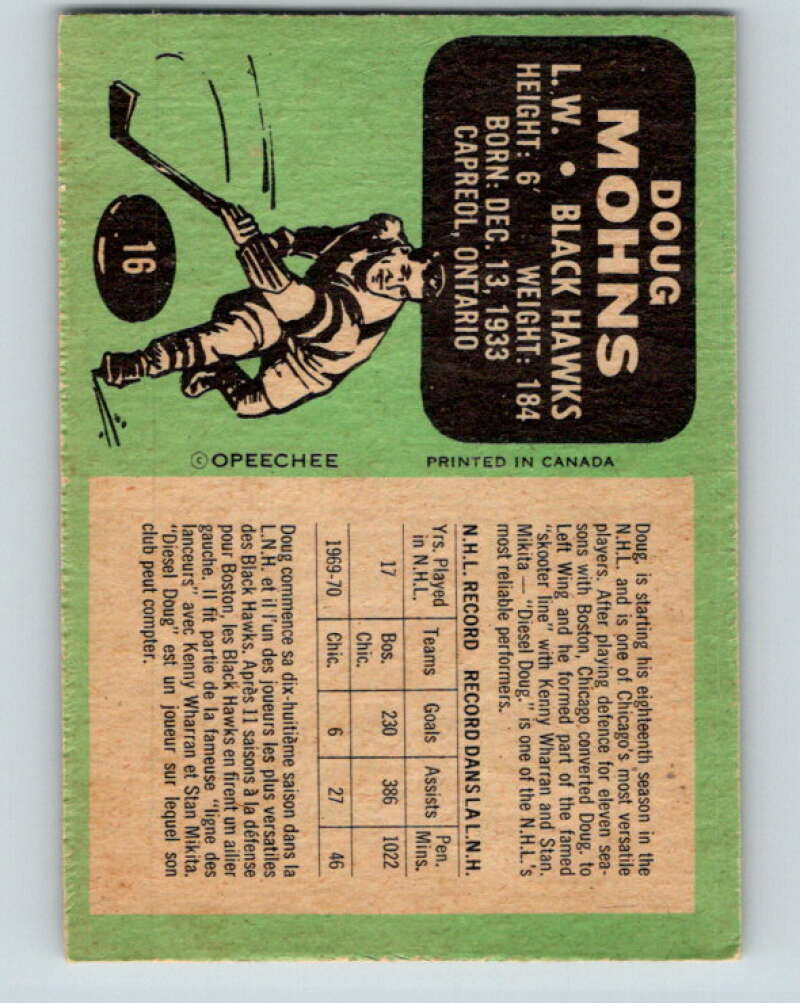 DOUG
MOHNS
L.W. • BLACK HAWKS
HEIGHT: 6' WEIGHT: 184
BORN: DEC. 13, 1933
CAPREOL, ONTARIO
16
© OPEECHEE PRINTED IN CANADA
Doug. is starting his eighteenth season in the
N.H.L. and is one of Chicago's most versatile
players. After playing defence for eleven sea-
sons with Boston, Chicago converted Doug. to
Left Wing and he formed part of the famed
"skooter line" with Kenny Wharran and Stan.
Mikita — "Diesel Doug." is one of the N.H.L.'s
most reliable performers.
N.H.L. RECORD RECORD DANS LA L.N.H.
Yrs. Played in N.H.L. Teams Goals Assists Pen. Mins.
17 Bos. Chic. 230 386 1022
1969-70 Chic. 6 27 46
Doug commence sa dix-huitième saison dans la
L.N.H. et il l'un des joueurs les plus versatiles
des Black Hawks. Après 11 saisons à la défense
pour Boston, les Black Hawks en firent un ailier
gauche. Il fit partie de la fameuse "ligne des
lanceurs" avec Kenny Wharran et Stan Mikita.
"Diesel Doug" est un joueur sur lequel son
club peut compter.